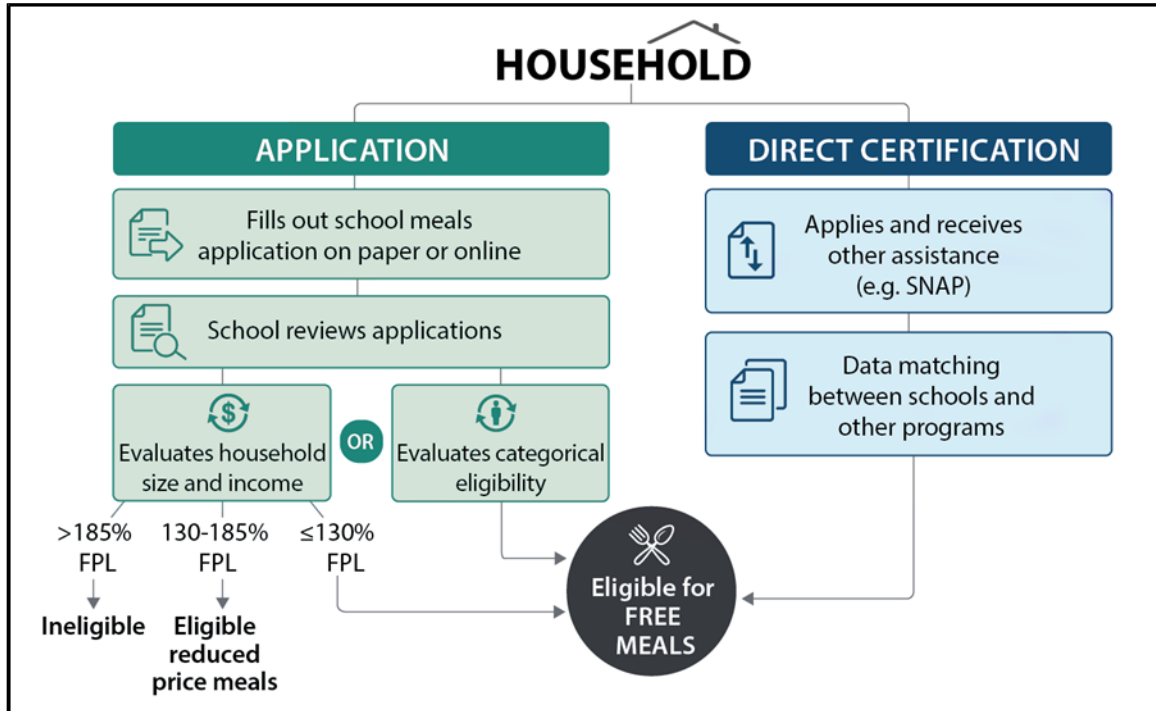 HOUSEHOLD
APPLICATION
Fills out school meals
application on paper or online
School reviews applications
$
Evaluates household
size and income
OR
Evaluates categorical
eligibility
>185%
FPL
130-185%
FPL
≤130%
FPL
Ineligible
Eligible
reduced
price meals
DIRECT CERTIFICATION
Applies and receives
other assistance
(e.g. SNAP)
Data matching
between schools and
other programs
Eligible for
FREE
MEALS